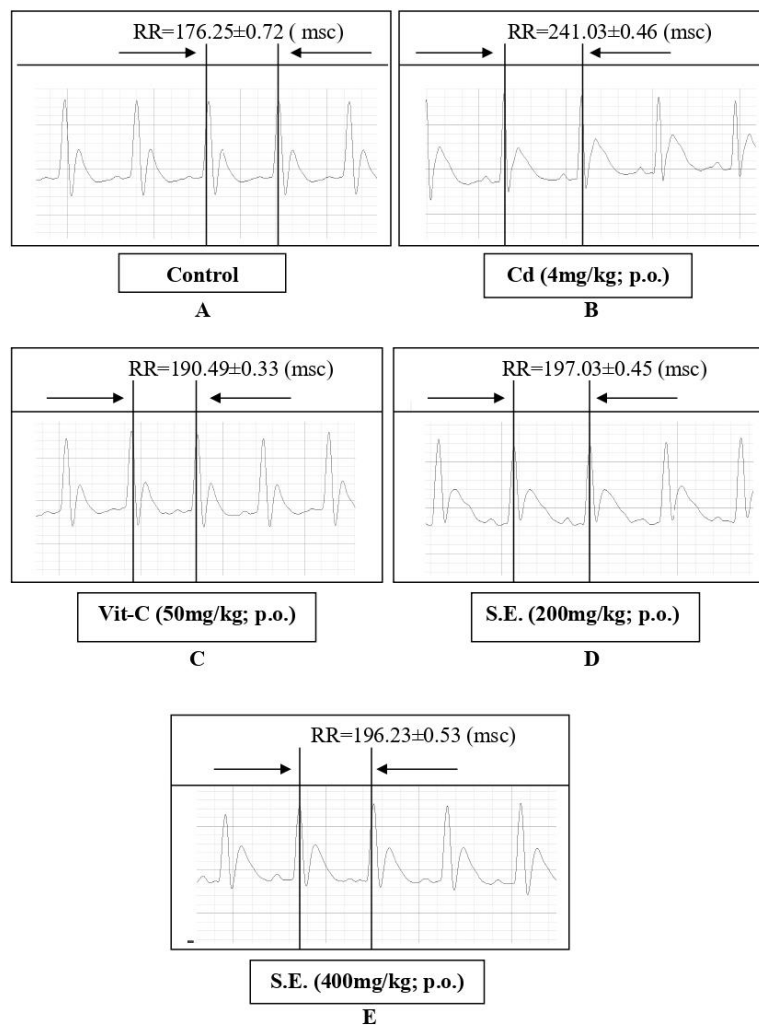 RR=176.25±0.72 ( msc)
RR=241.03±0.46 (msc)
Control
Cd (4mg/kg; p.o.)
A
B
RR=190.49±0.33 (msc)
RR=197.03±0.45 (msc)
Vit-C (50mg/kg; p.o.)
S.E. (200mg/kg; p.o.)
C
D
RR=196.23±0.53 (msc)
S.E. (400mg/kg; p.o.)
E